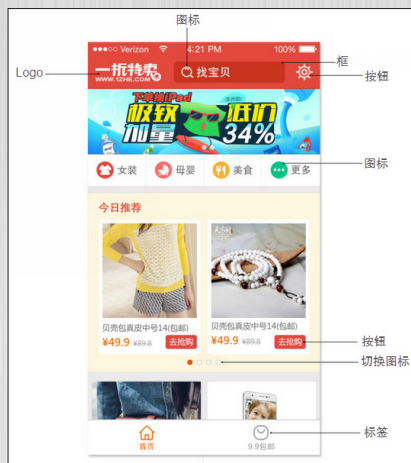 图标
●●●○○ Verizon 4:21 PM 100%
Logo
一折特卖
WWW.1ZHE.COM
找宝贝
框
按钮
下单抽iPad
极致 低价
加量 34%
女装 母婴 美食 更多
图标
今日推荐
贝壳包真皮中号14(包邮)
¥49.9 ¥89.8 去抢购
贝壳包真皮中号14(包邮)
¥49.9 ¥89.8 去抢购
按钮
切换图标
首页
9.9包邮
标签